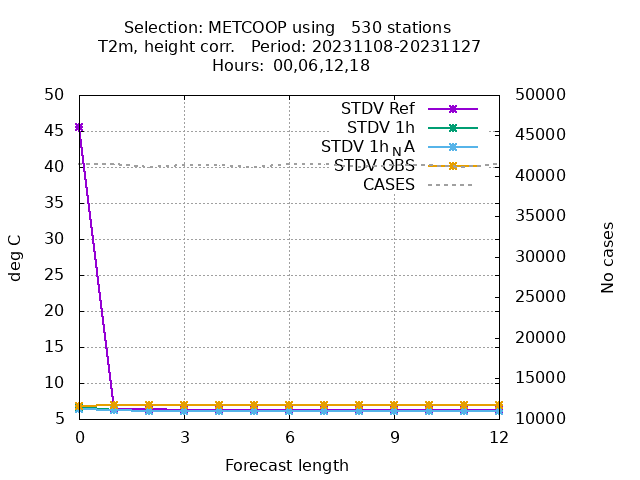 Selection: METCOOP using   530 stations
T2m, height corr.   Period: 20231108-20231127
Hours:  00,06,12,18
50
45
40
35
30
25
20
15
10
5
deg C
STDV Ref
STDV 1h
STDV 1h_NA
STDV OBS
CASES
50000
45000
40000
35000
30000
25000
20000
15000
10000
No cases
0 3 6 9 12
Forecast length